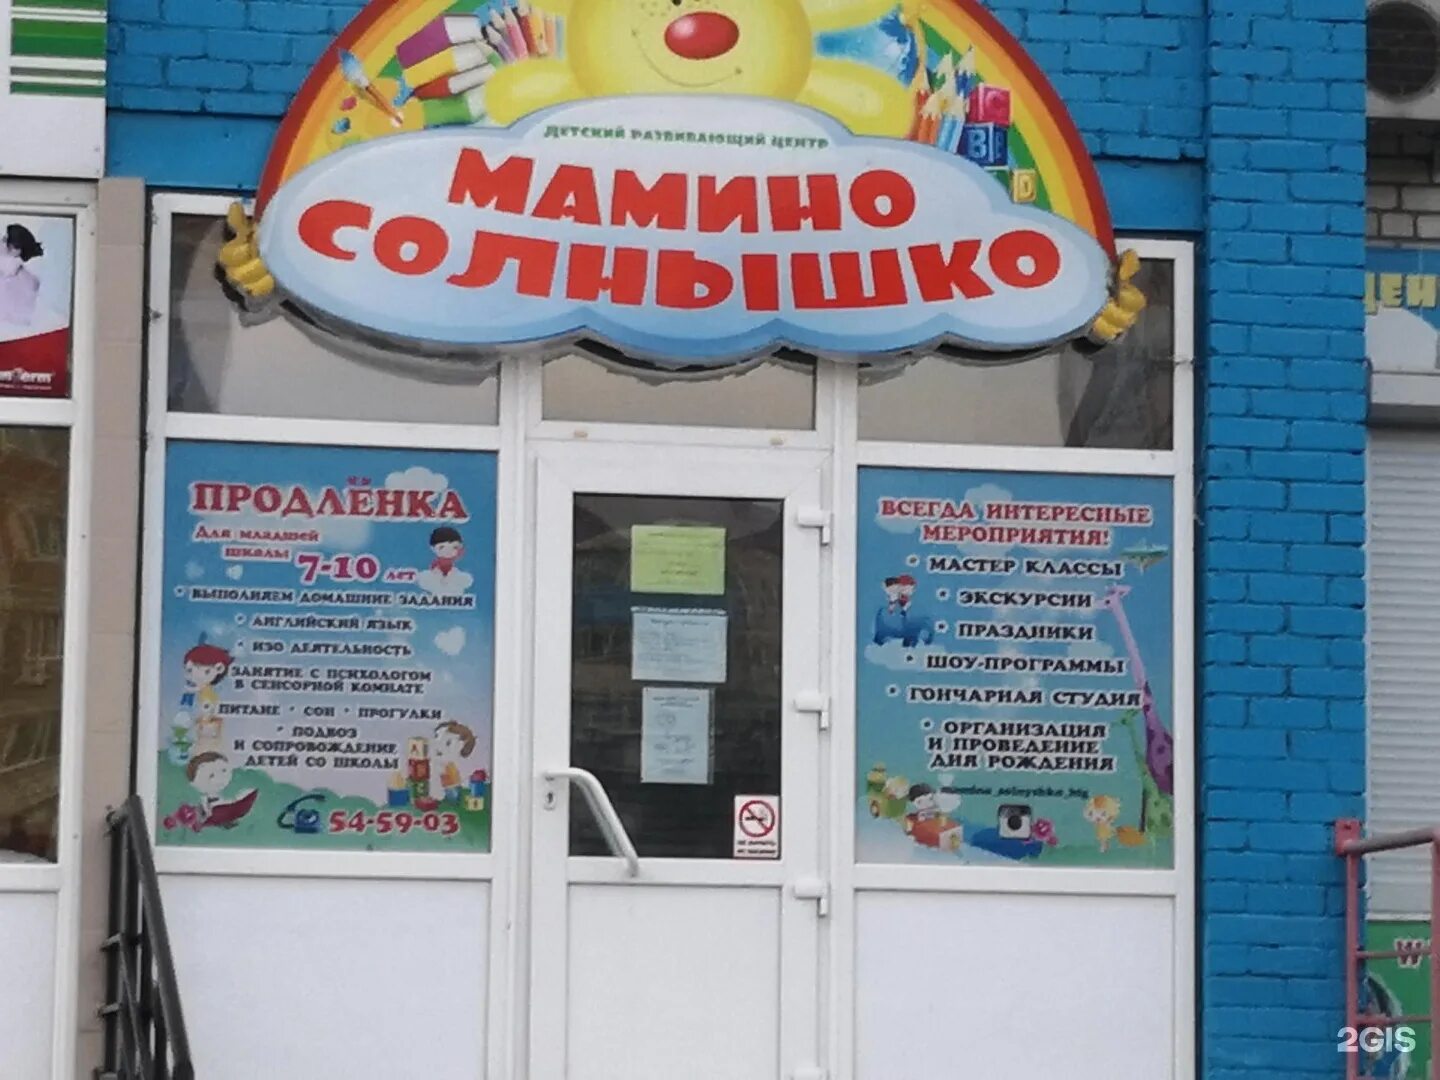 ДЕТСКИЙ РАЗВИВАЮЩИЙ ЦЕНТР
МАМИНО
СОЛНЫШКО
ПРОДЛЁНКА
Для младшей
школы 7-10 лет
• ВЫПОЛНЯЕМ ДОМАШНИЕ ЗАДАНИЯ
• АНГЛИЙСКИЙ ЯЗЫК
• ИЗО ДЕЯТЕЛЬНОСТЬ
ЗАНЯТИЕ С ПСИХОЛОГОМ
В СЕНСОРНОЙ КОМНАТЕ
• ПИТАНИЕ • СОН • ПРОГУЛКИ
• ПОДВОЗ
И СОПРОВОЖДЕНИЕ
ДЕТЕЙ СО ШКОЛЫ
54-59-03
ВСЕГДА ИНТЕРЕСНЫЕ
МЕРОПРИЯТИЯ!
• МАСТЕР КЛАССЫ
• ЭКСКУРСИИ
• ПРАЗДНИКИ
• ШОУ-ПРОГРАММЫ
• ГОНЧАРНАЯ СТУДИЯ
• ОРГАНИЗАЦИЯ
И ПРОВЕДЕНИЕ
ДНЯ РОЖДЕНИЯ
2GIS